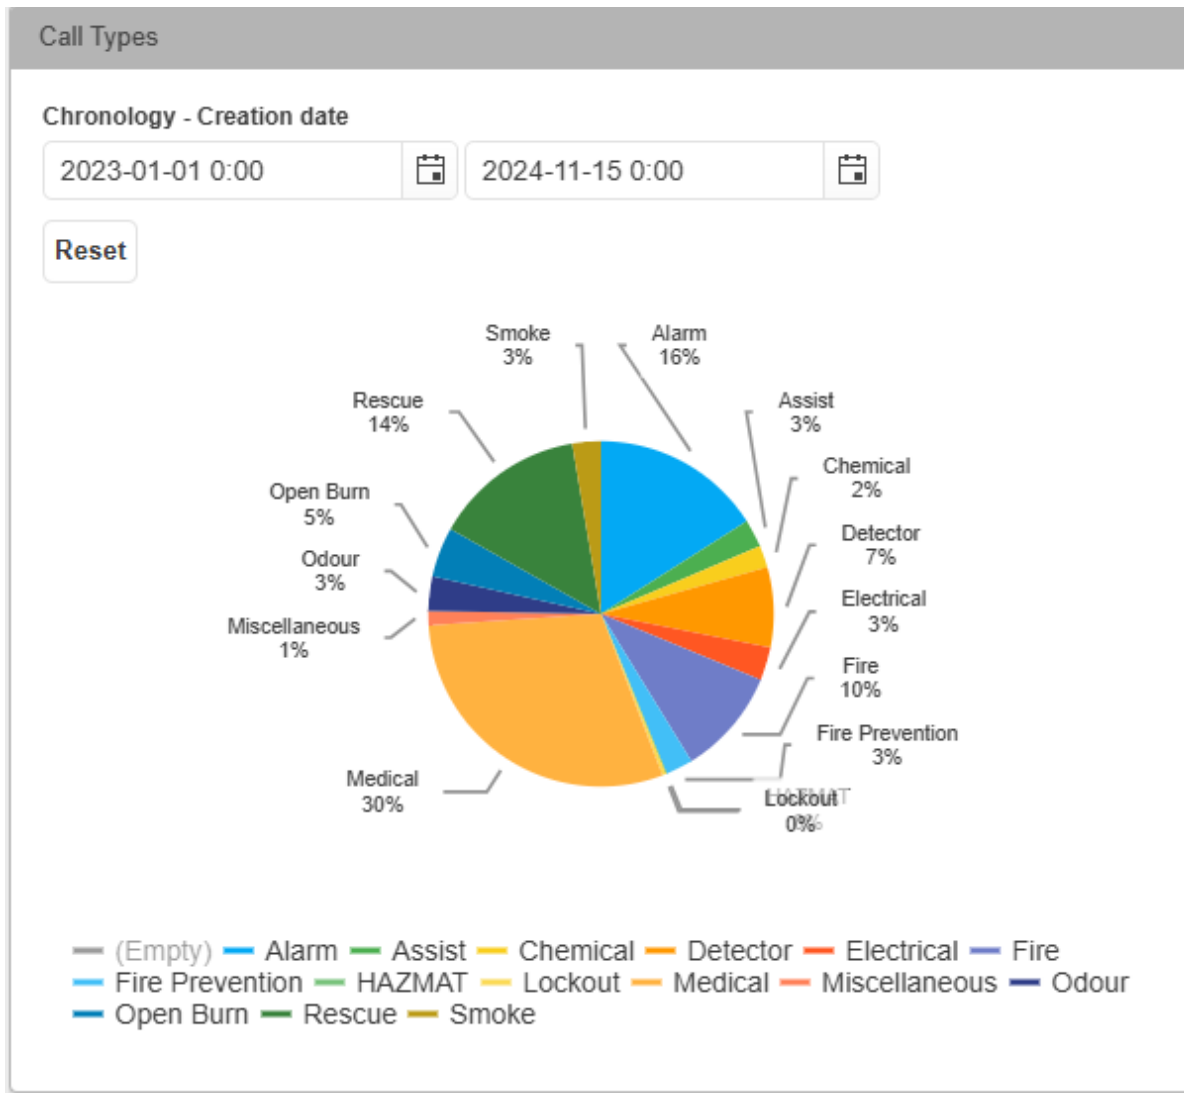 Call Types
Chronology - Creation date
2023-01-01 0:00
2024-11-15 0:00
Reset
Smoke
3%
Alarm
16%
Rescue
14%
Assist
3%
Chemical
2%
Open Burn
5%
Detector
7%
Odour
3%
Electrical
3%
Miscellaneous
1%
Fire
10%
Fire Prevention
3%
Medical
30%
HAZMAT
Lockout
0%
(Empty) Alarm Assist Chemical Detector Electrical Fire
Fire Prevention HAZMAT Lockout Medical Miscellaneous Odour
Open Burn Rescue Smoke